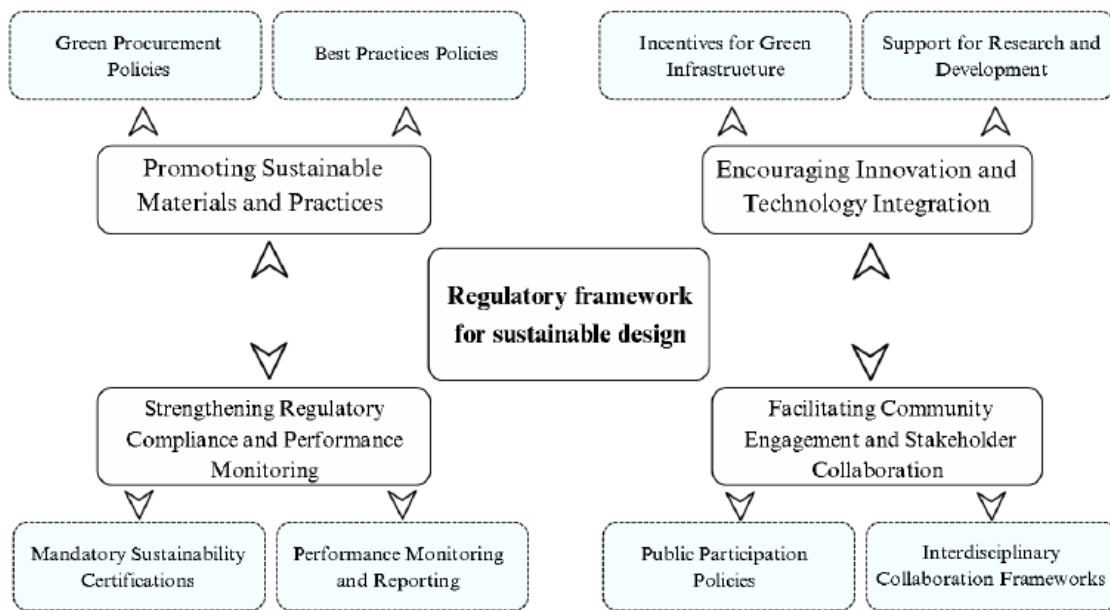 Green Procurement
Policies
Best Practices Policies
Incentives for Green
Infrastructure
Support for Research and
Development
Promoting Sustainable
Materials and Practices
Encouraging Innovation and
Technology Integration
Regulatory framework
for sustainable design
Strengthening Regulatory
Compliance and Performance
Monitoring
Facilitating Community
Engagement and Stakeholder
Collaboration
Mandatory Sustainability
Certifications
Performance Monitoring
and Reporting
Public Participation
Policies
Interdisciplinary
Collaboration Frameworks